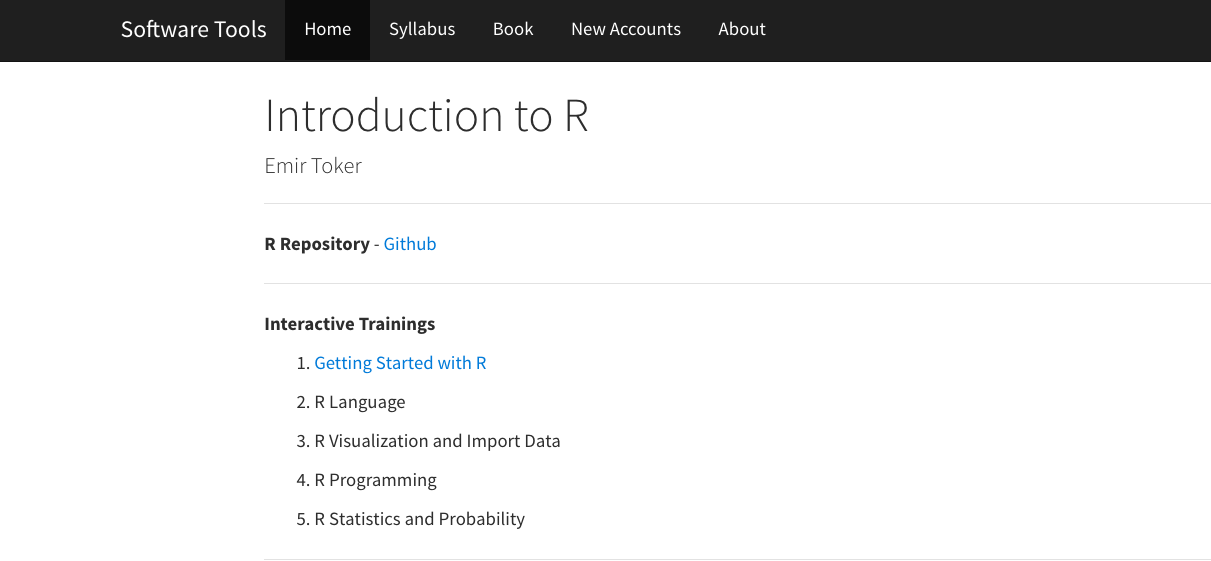 Software Tools Home Syllabus Book New Accounts About
Introduction to R
Emir Toker
R Repository - Github
Interactive Trainings
1. Getting Started with R
2. R Language
3. R Visualization and Import Data
4. R Programming
5. R Statistics and Probability